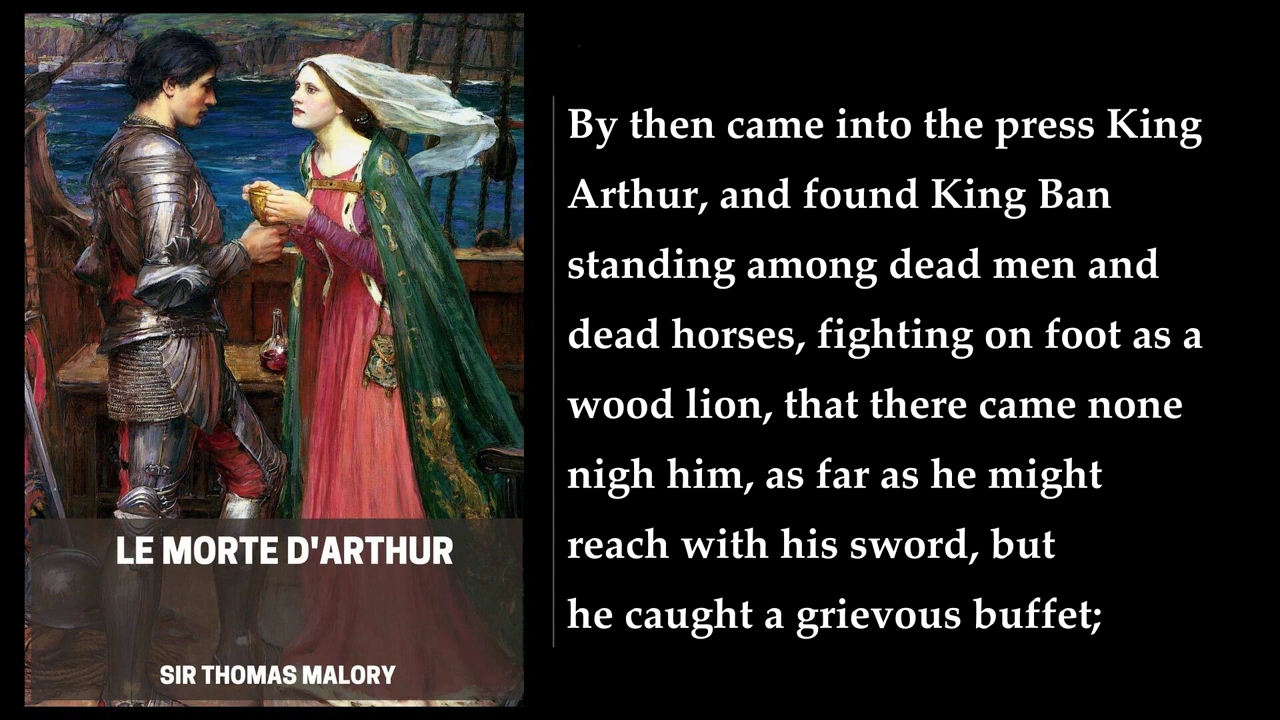 LE MORTE D'ARTHUR
SIR THOMAS MALORY
By then came into the press King
Arthur, and found King Ban
standing among dead men and
dead horses, fighting on foot as a
wood lion, that there came none
nigh him, as far as he might
reach with his sword, but
he caught a grievous buffet;